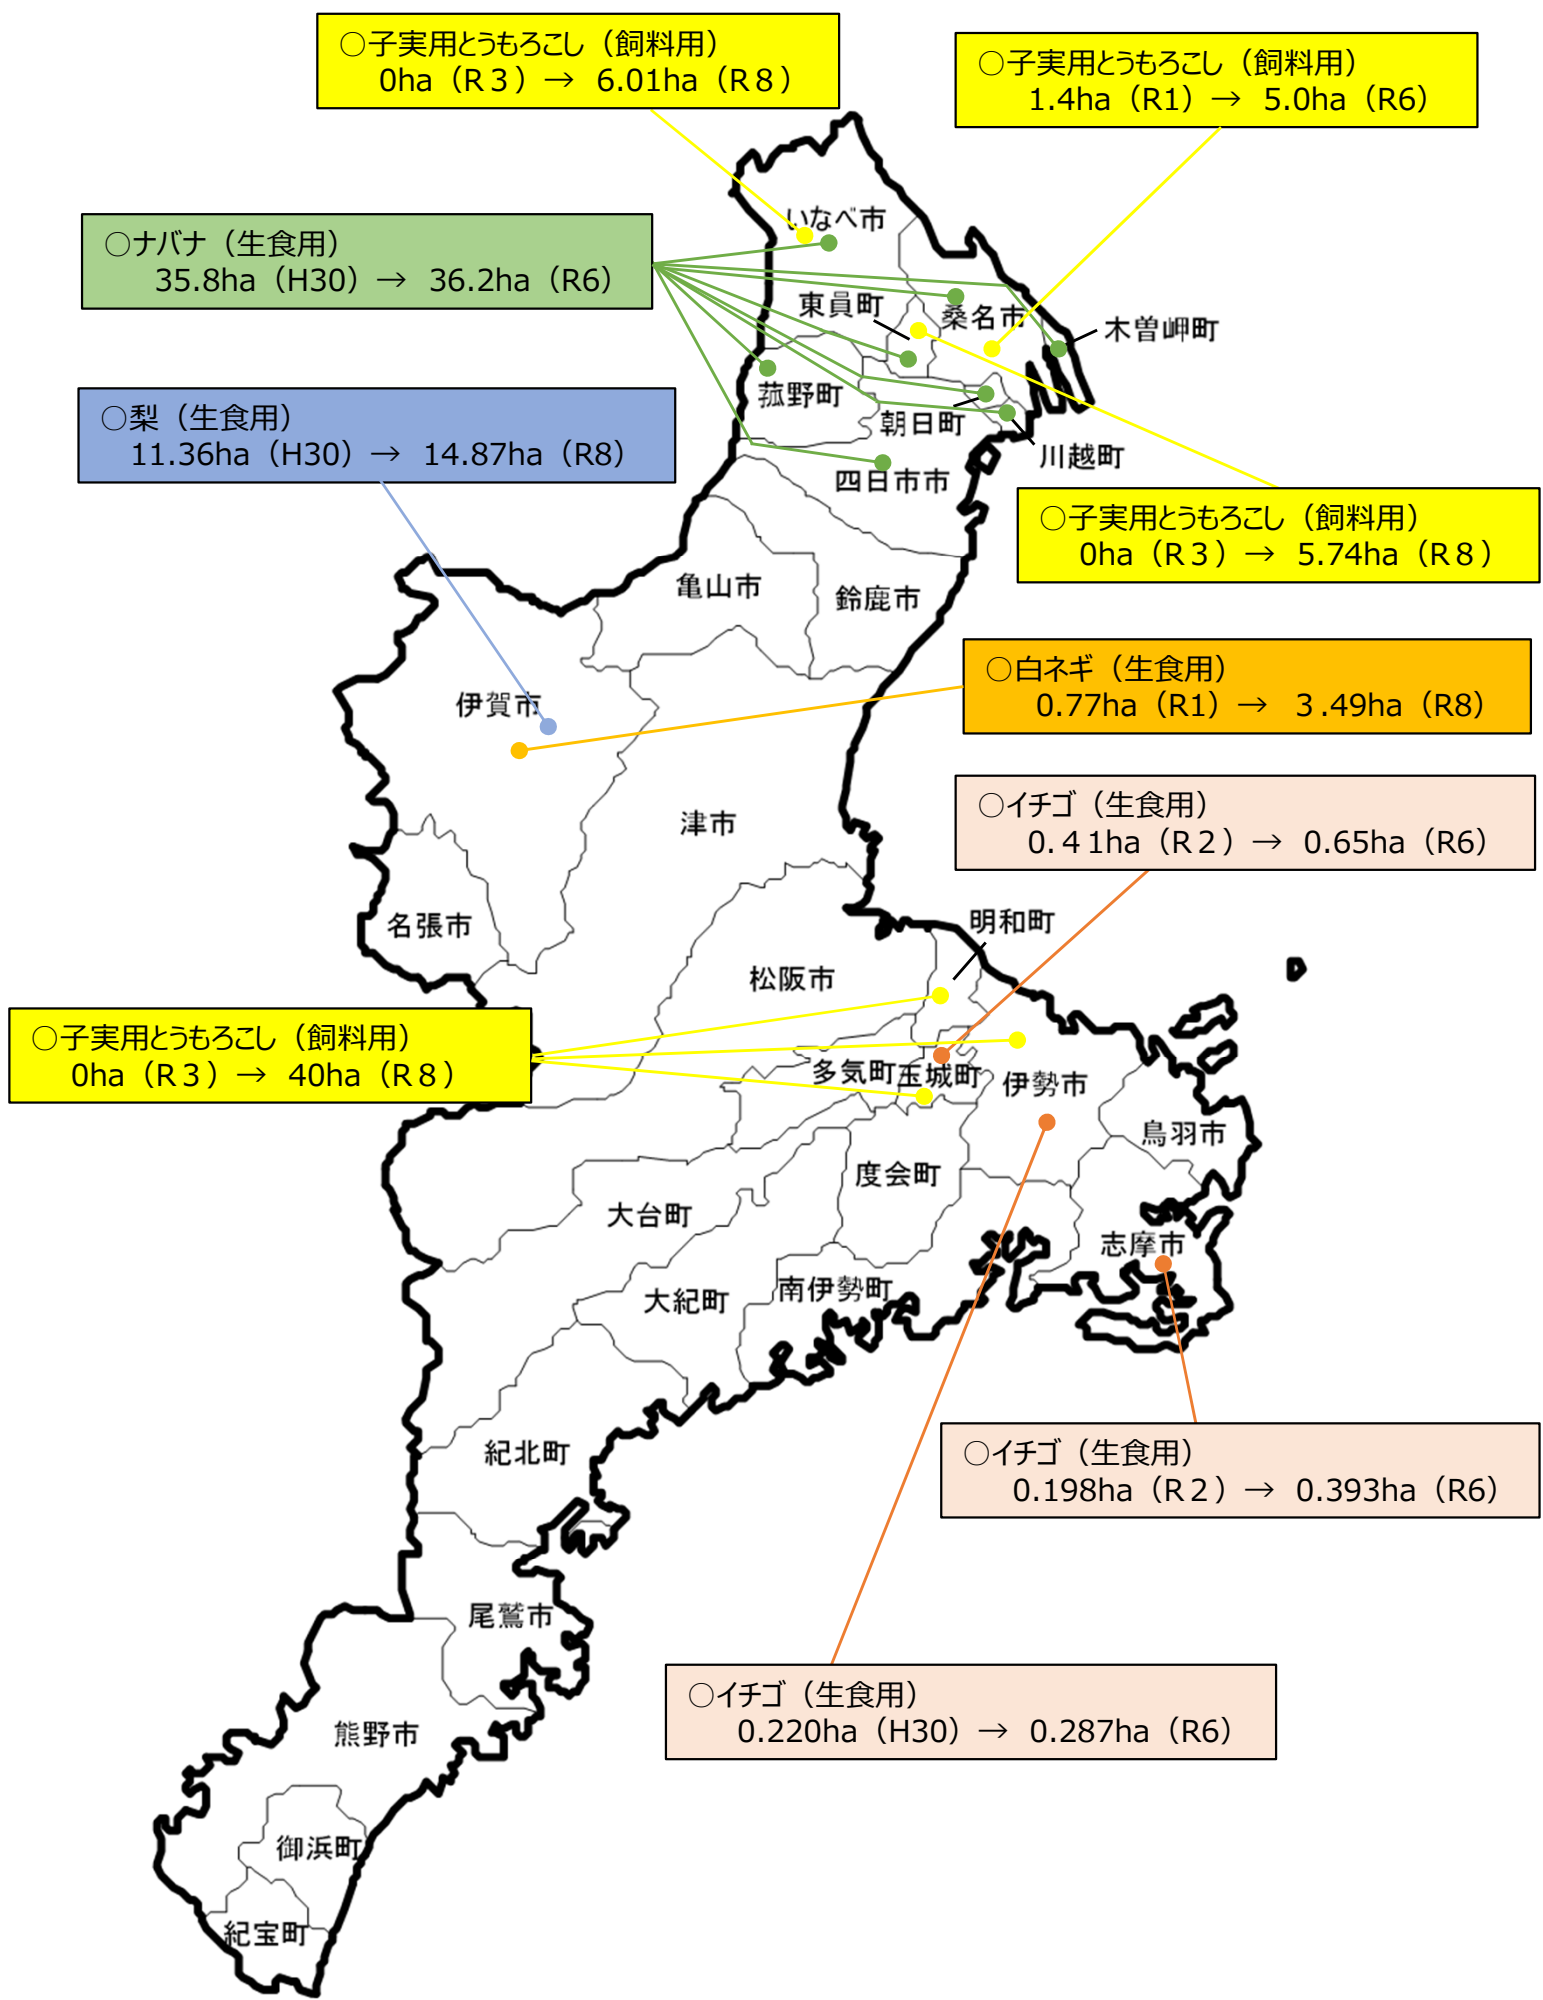 ○子実用とうもろこし（飼料用）
0ha（R３）→ 6.01ha（R８）
○子実用とうもろこし（飼料用）
1.4ha（R1）→ 5.0ha（R6）
いなべ市
○ナバナ（生食用）
35.8ha（H30）→ 36.2ha（R6）
東員町
桑名市
木曽岬町
菰野町
朝日町
川越町
○梨（生食用）
11.36ha（H30）→ 14.87ha（R8）
四日市市
○子実用とうもろこし（飼料用）
0ha（R３）→ 5.74ha（R８）
亀山市
鈴鹿市
○白ネギ（生食用）
0.77ha（R1）→ ３.49ha（R8）
伊賀市
○イチゴ（生食用）
0.４1ha（R２）→ 0.65ha（R6）
津市
名張市
明和町
松阪市
○子実用とうもろこし（飼料用）
0ha（R３）→ 40ha（R８）
多気町
玉城町
伊勢市
鳥羽市
度会町
大台町
志摩市
南伊勢町
大紀町
○イチゴ（生食用）
0.198ha（R２）→ 0.393ha（R6）
紀北町
尾鷲市
○イチゴ（生食用）
0.220ha（H30）→ 0.287ha（R6）
熊野市
御浜町
紀宝町